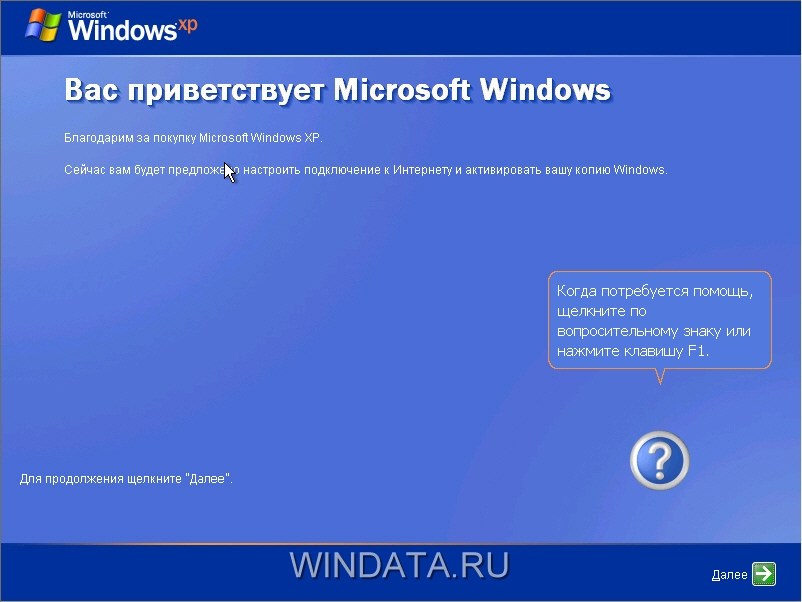 Microsoft
Windows xp
Вас приветствует Microsoft Windows
Благодарим за покупку Microsoft Windows XP.
Сейчас вам будет предложено настроить подключение к Интернету и активировать вашу копию Windows.
Когда потребуется помощь,
щелкните по
вопросительному знаку или
нажмите клавишу F1.
?
Для продолжения щелкните "Далее".
WINDATA.RU
Далее